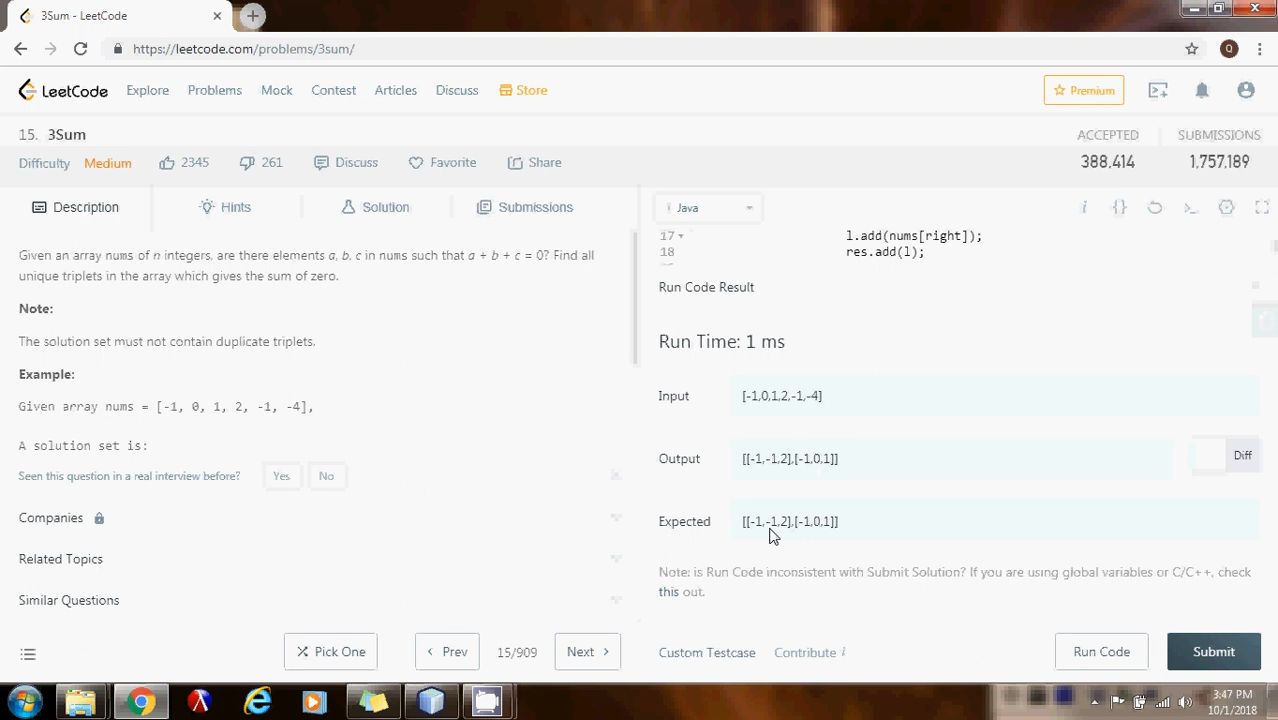 3Sum - LeetCode
https://leetcode.com/problems/3sum/
Q
LeetCode Explore Problems Mock Contest Articles Discuss Store Premium
15. 3Sum
ACCEPTED SUBMISSIONS
Difficulty Medium 2345 261 Discuss Favorite Share
388,414 1,757,189
Description Hints Solution Submissions
Given an array nums of n integers, are there elements a, b, c in nums such that a + b + c = 0? Find all
unique triplets in the array which gives the sum of zero.
Note:
The solution set must not contain duplicate triplets.
Example:
Given array nums = [-1, 0, 1, 2, -1, -4],
A solution set is:
Seen this question in a real interview before? Yes No
Companies
Related Topics
Similar Questions
Pick One Prev 15/909 Next
i Java i {}
17 l.add(nums[right]);
18 res.add(l);
Run Code Result
Run Time: 1 ms
Input [-1,0,1,2,-1,-4]
Output [[-1,-1,2],[-1,0,1]] Diff
Expected [[-1,-1,2],[-1,0,1]]
Note: is Run Code inconsistent with Submit Solution? If you are using global variables or C/C++, check
this out.
Custom Testcase Contribute i Run Code Submit
3:47 PM
10/1/2018